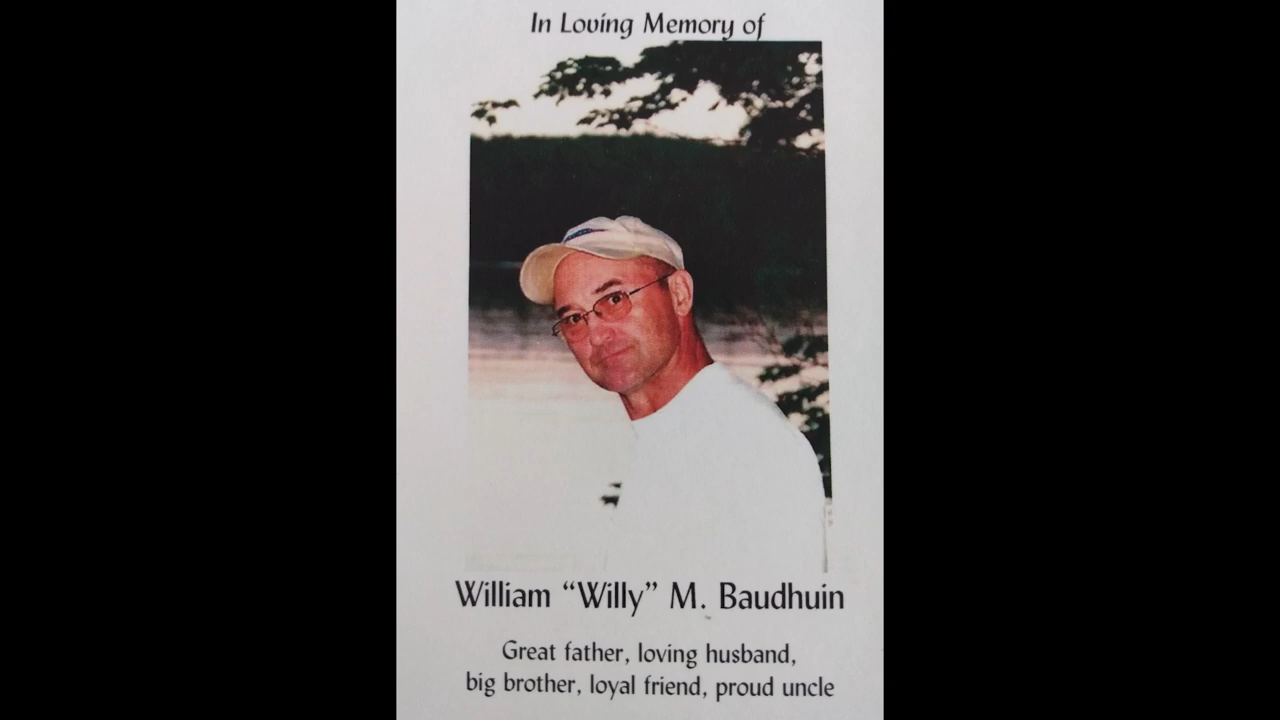 In Loving Memory of
William “Willy” M. Baudhuin
Great father, loving husband,
big brother, loyal friend, proud uncle